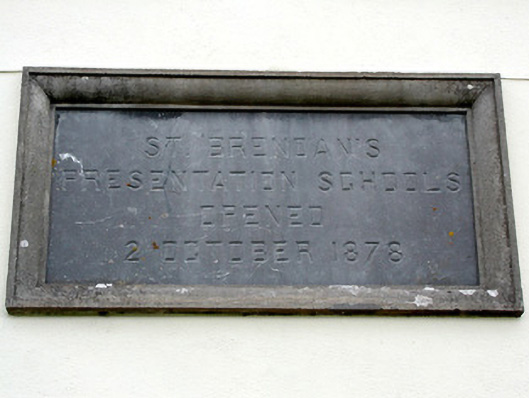 ST. BRENDAN'S
PRESENTATION SCHOOLS
OPENED
2 OCTOBER 1878